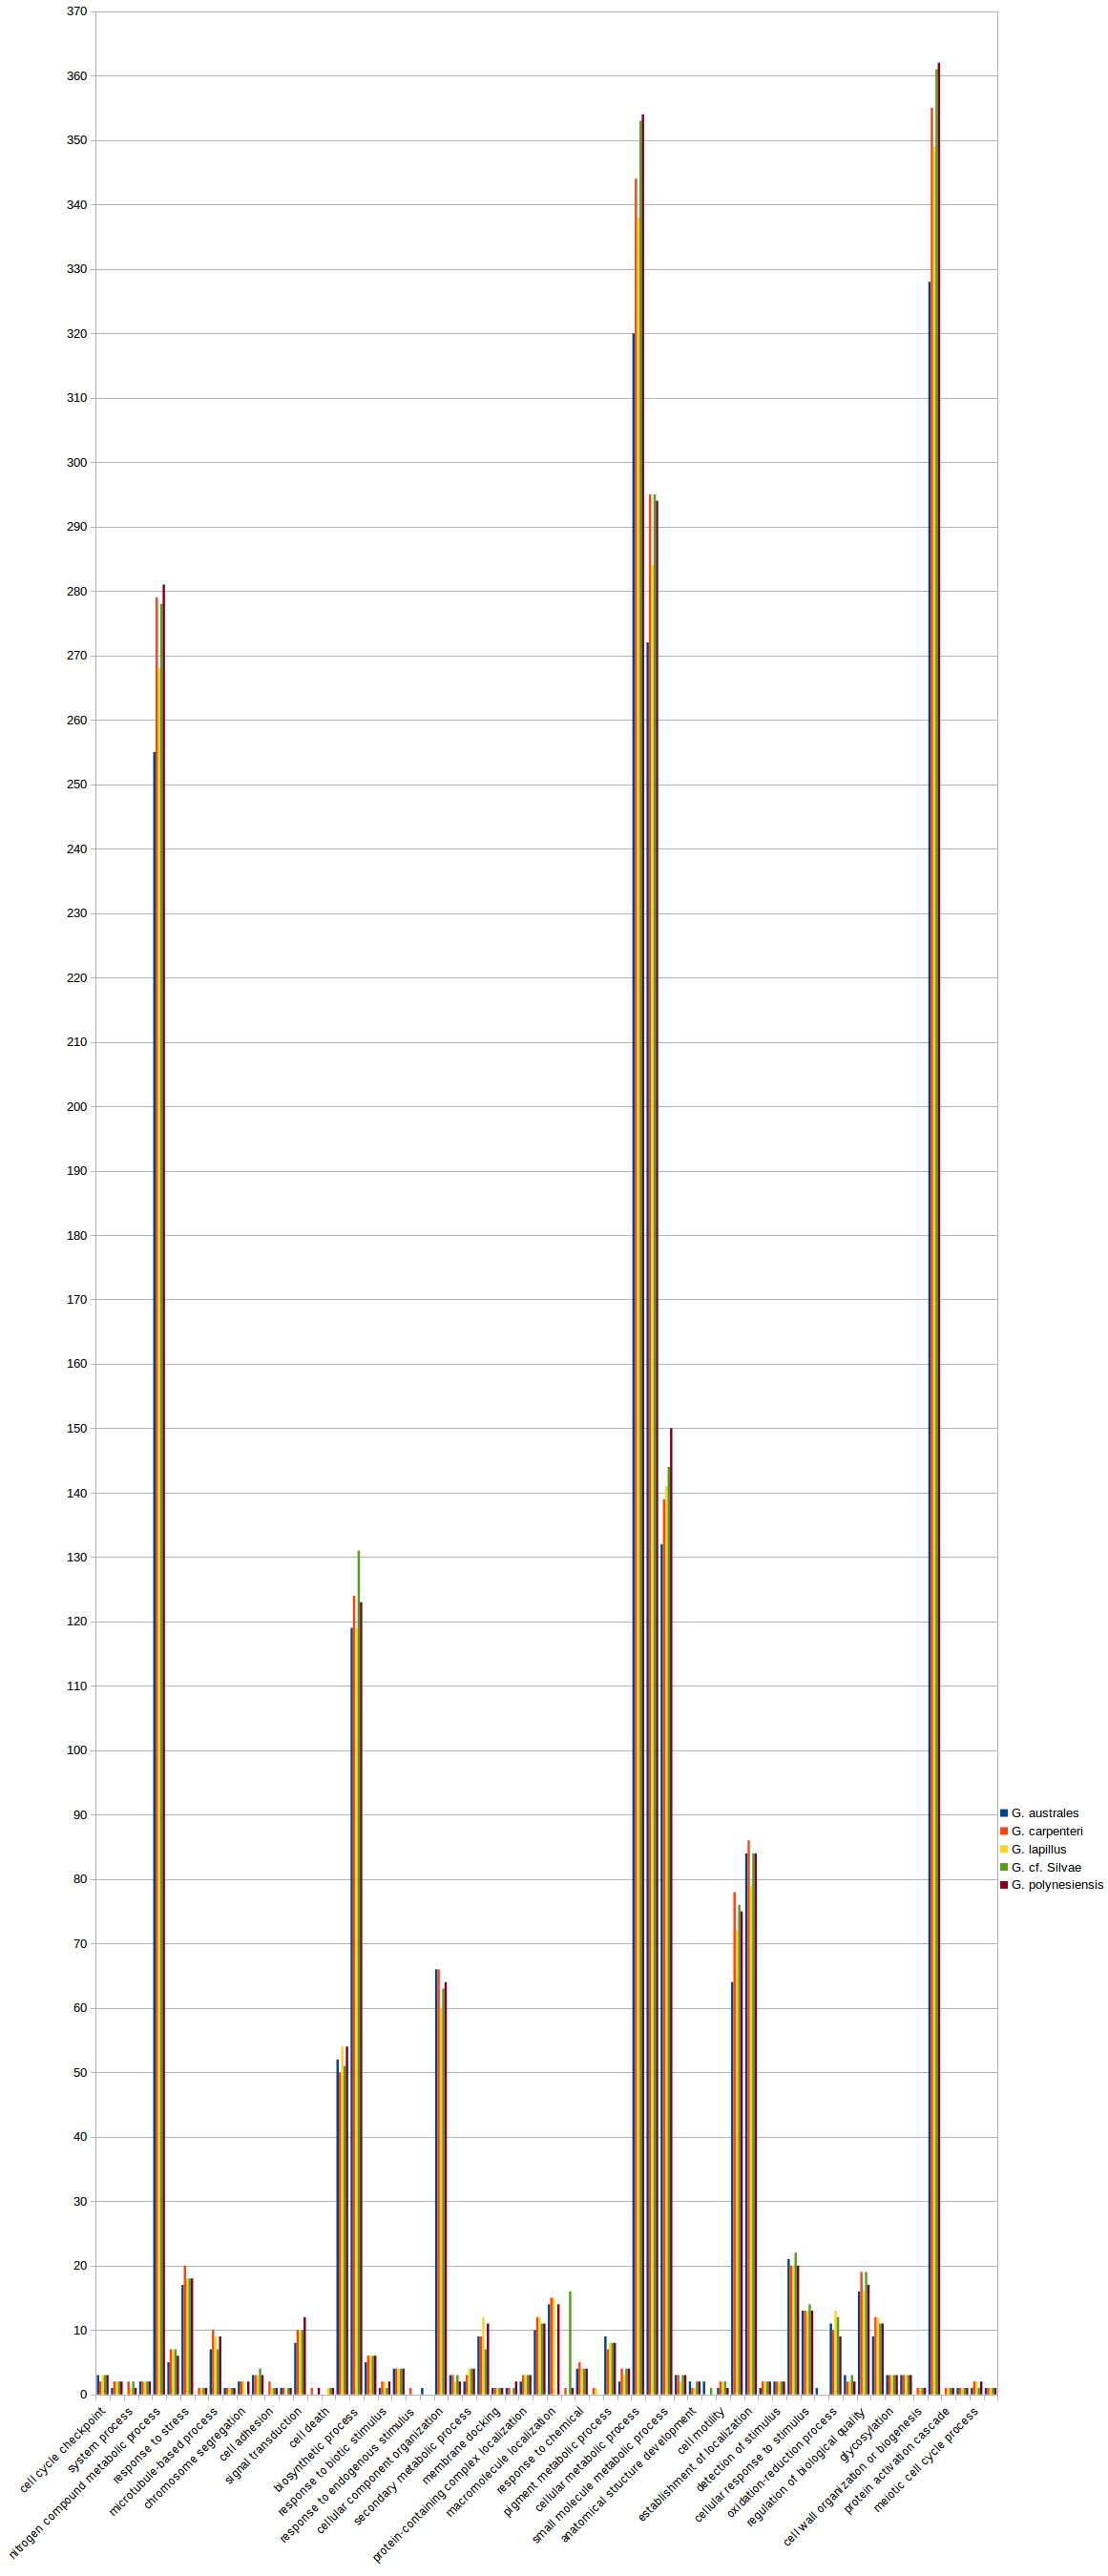 370
360
350
340
330
320
310
300
290
280
270
260
250
240
230
220
210
200
190
180
170
160
150
140
130
120
110
100
90
80
70
60
50
40
30
20
10
0
G. australes
G. carpenteri
G. lapillus
G. cf. Silvae
G. polynesiensis
cell cycle checkpoint
system process
nitrogen compound metabolic process
response to stress
microtubule-based process
chromosome segregation
cell adhesion
signal transduction
cell death
biosynthetic process
response to biotic stimulus
response to endogenous stimulus
cellular component organization
secondary metabolic process
membrane docking
protein-containing complex localization
macromolecule localization
response to chemical
pigment metabolic process
cellular metabolic process
small molecule metabolic process
anatomical structure development
cell motility
establishment of localization
detection of stimulus
cellular response to stimulus
oxidation-reduction process
regulation of biological quality
glycosylation
cell wall organization or biogenesis
protein activation cascade
meiotic cell cycle process